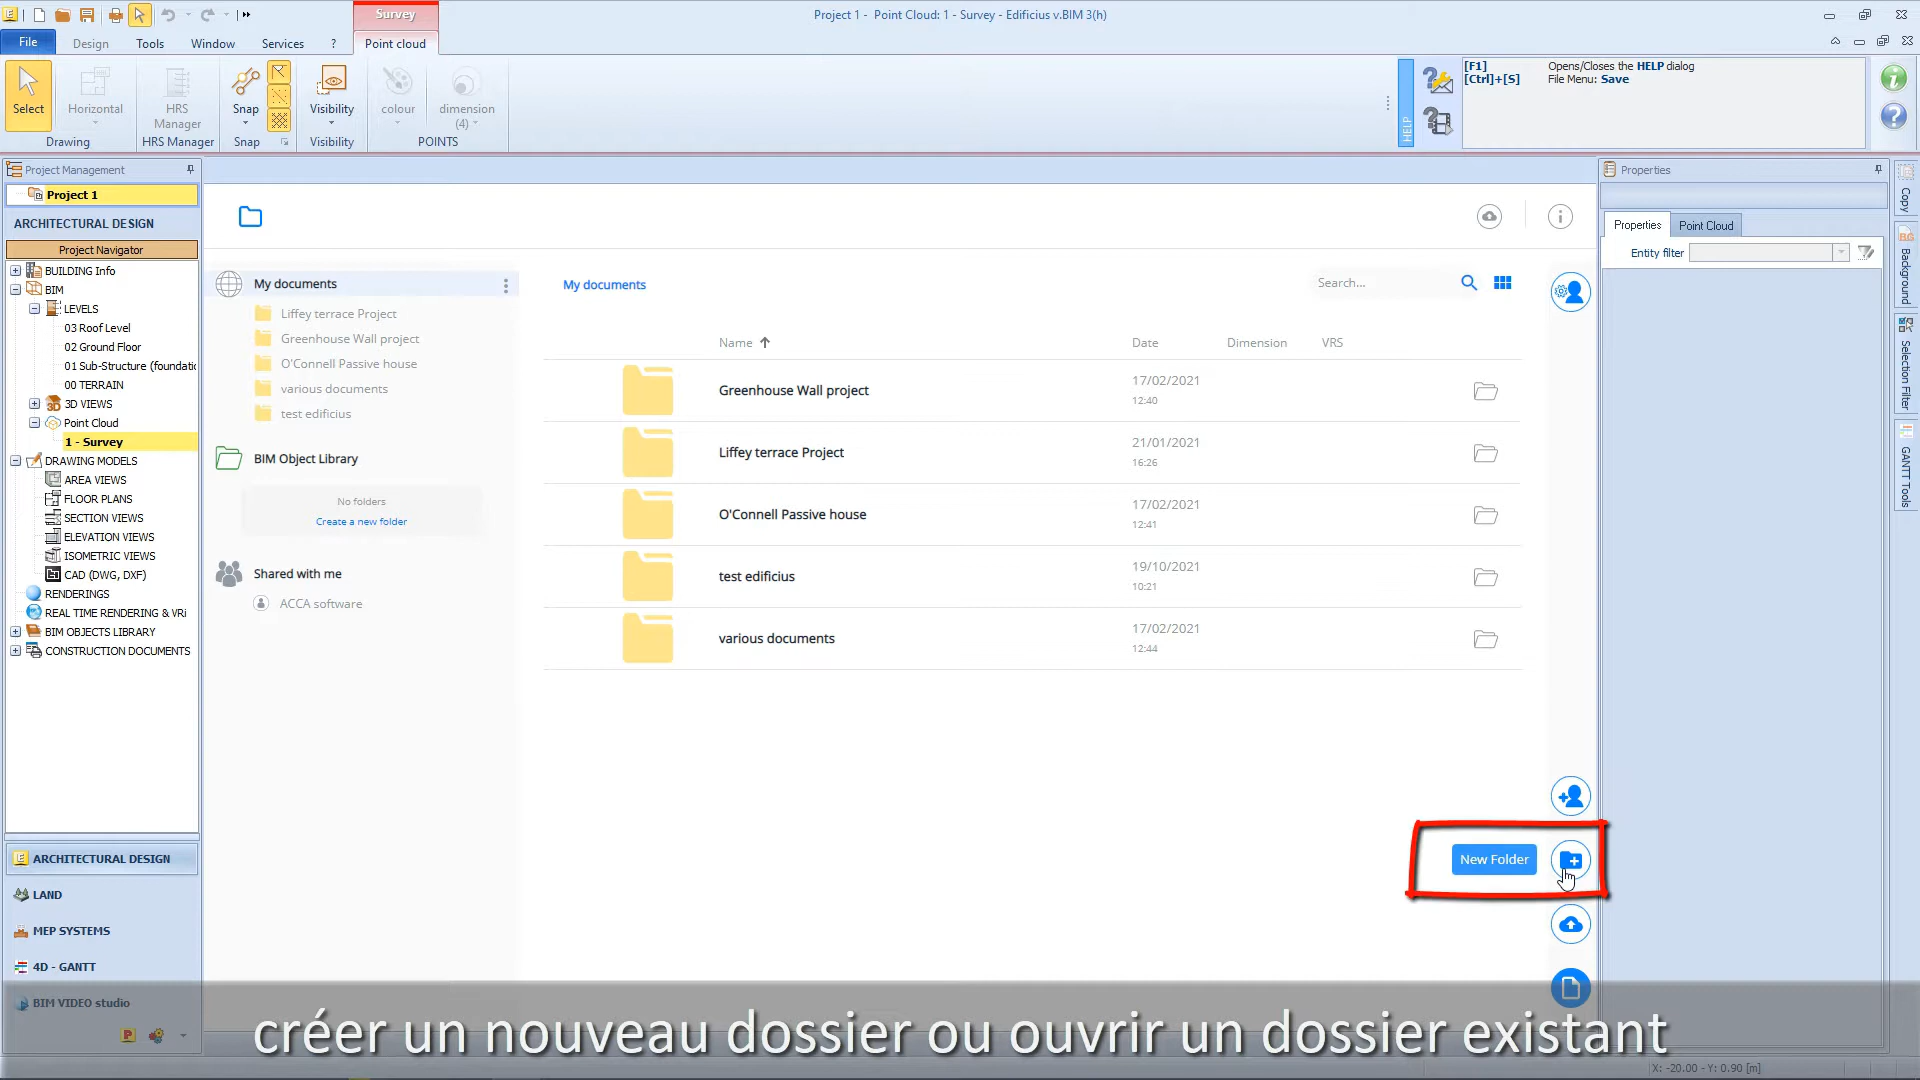 Survey
Project 1 - Point Cloud: 1 - Survey - Edificius v.BIM 3(h)
File
Design
Tools
Window
Services
?
Point cloud
Select
Horizontal
HRS
Manager
Snap
Visibility
colour
dimension
(4)
Drawing
HRS Manager
Snap
Visibility
POINTS
HELP
[F1] Opens/Closes the HELP dialog
[Ctrl]+[S] File Menu: Save
Project Management
Project 1
ARCHITECTURAL DESIGN
Project Navigator
BUILDING Info
BIM
LEVELS
03 Roof Level
02 Ground Floor
01 Sub-Structure (foundatic
00 TERRAIN
3D VIEWS
Point Cloud
1 - Survey
DRAWING MODELS
AREA VIEWS
FLOOR PLANS
SECTION VIEWS
ELEVATION VIEWS
ISOMETRIC VIEWS
CAD (DWG, DXF)
RENDERINGS
REAL TIME RENDERING & VRi
BIM OBJECTS LIBRARY
CONSTRUCTION DOCUMENTS
ARCHITECTURAL DESIGN
LAND
MEP SYSTEMS
4D - GANTT
BIM VIDEO studio
My documents
Liffey terrace Project
Greenhouse Wall project
O'Connell Passive house
various documents
test edificius
BIM Object Library
No folders
Create a new folder
Shared with me
ACCA software
My documents
Search...
Name
Date
Dimension
VRS
Greenhouse Wall project
17/02/2021
12:40
Liffey terrace Project
21/01/2021
16:26
O'Connell Passive house
17/02/2021
12:41
test edificius
19/10/2021
10:21
various documents
17/02/2021
12:44
New Folder
Properties
Properties
Point Cloud
Entity filter
Copy
BG
Background
Selection Filter
GANTT Tools
créer un nouveau dossier ou ouvrir un dossier existant
X: -20.00 - Y: 0.90 [m]